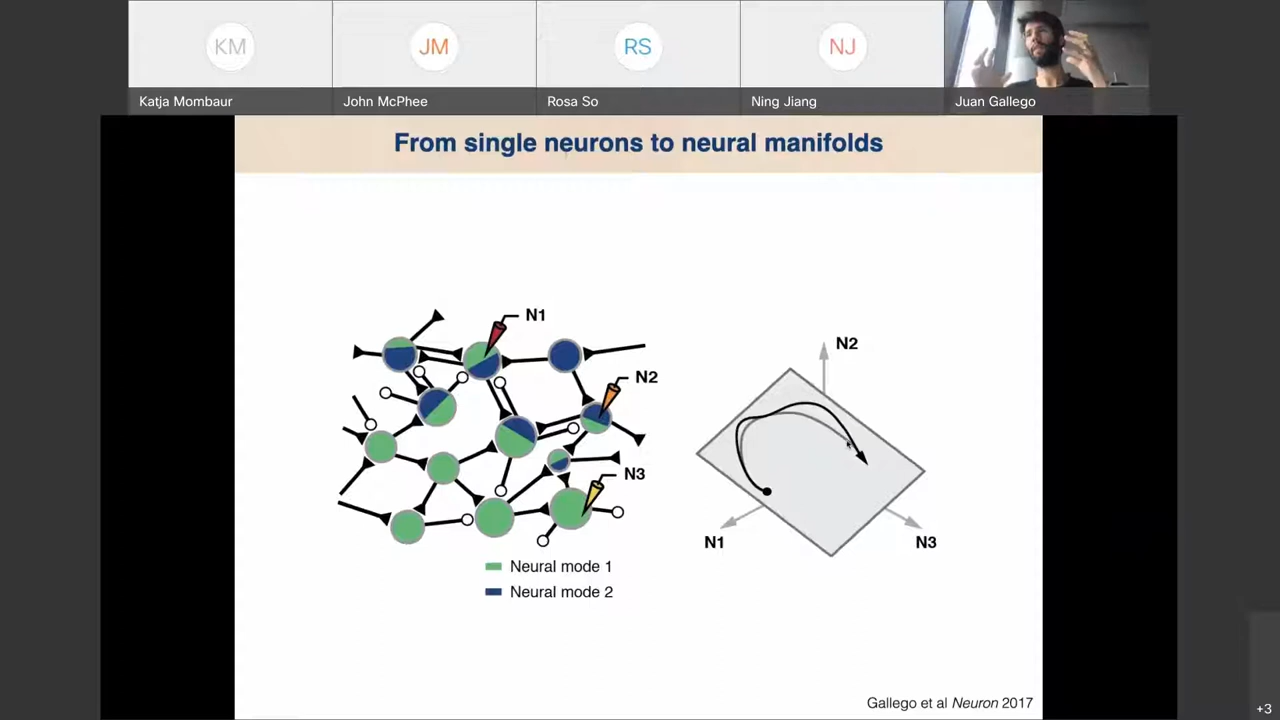 KM
JM
RS
NJ
Katja Mombaur
John McPhee
Rosa So
Ning Jiang
Juan Gallego
From single neurons to neural manifolds
N1
N2
N3
Neural mode 1
Neural mode 2
N2
N1
N3
Gallego et al Neuron 2017
+3